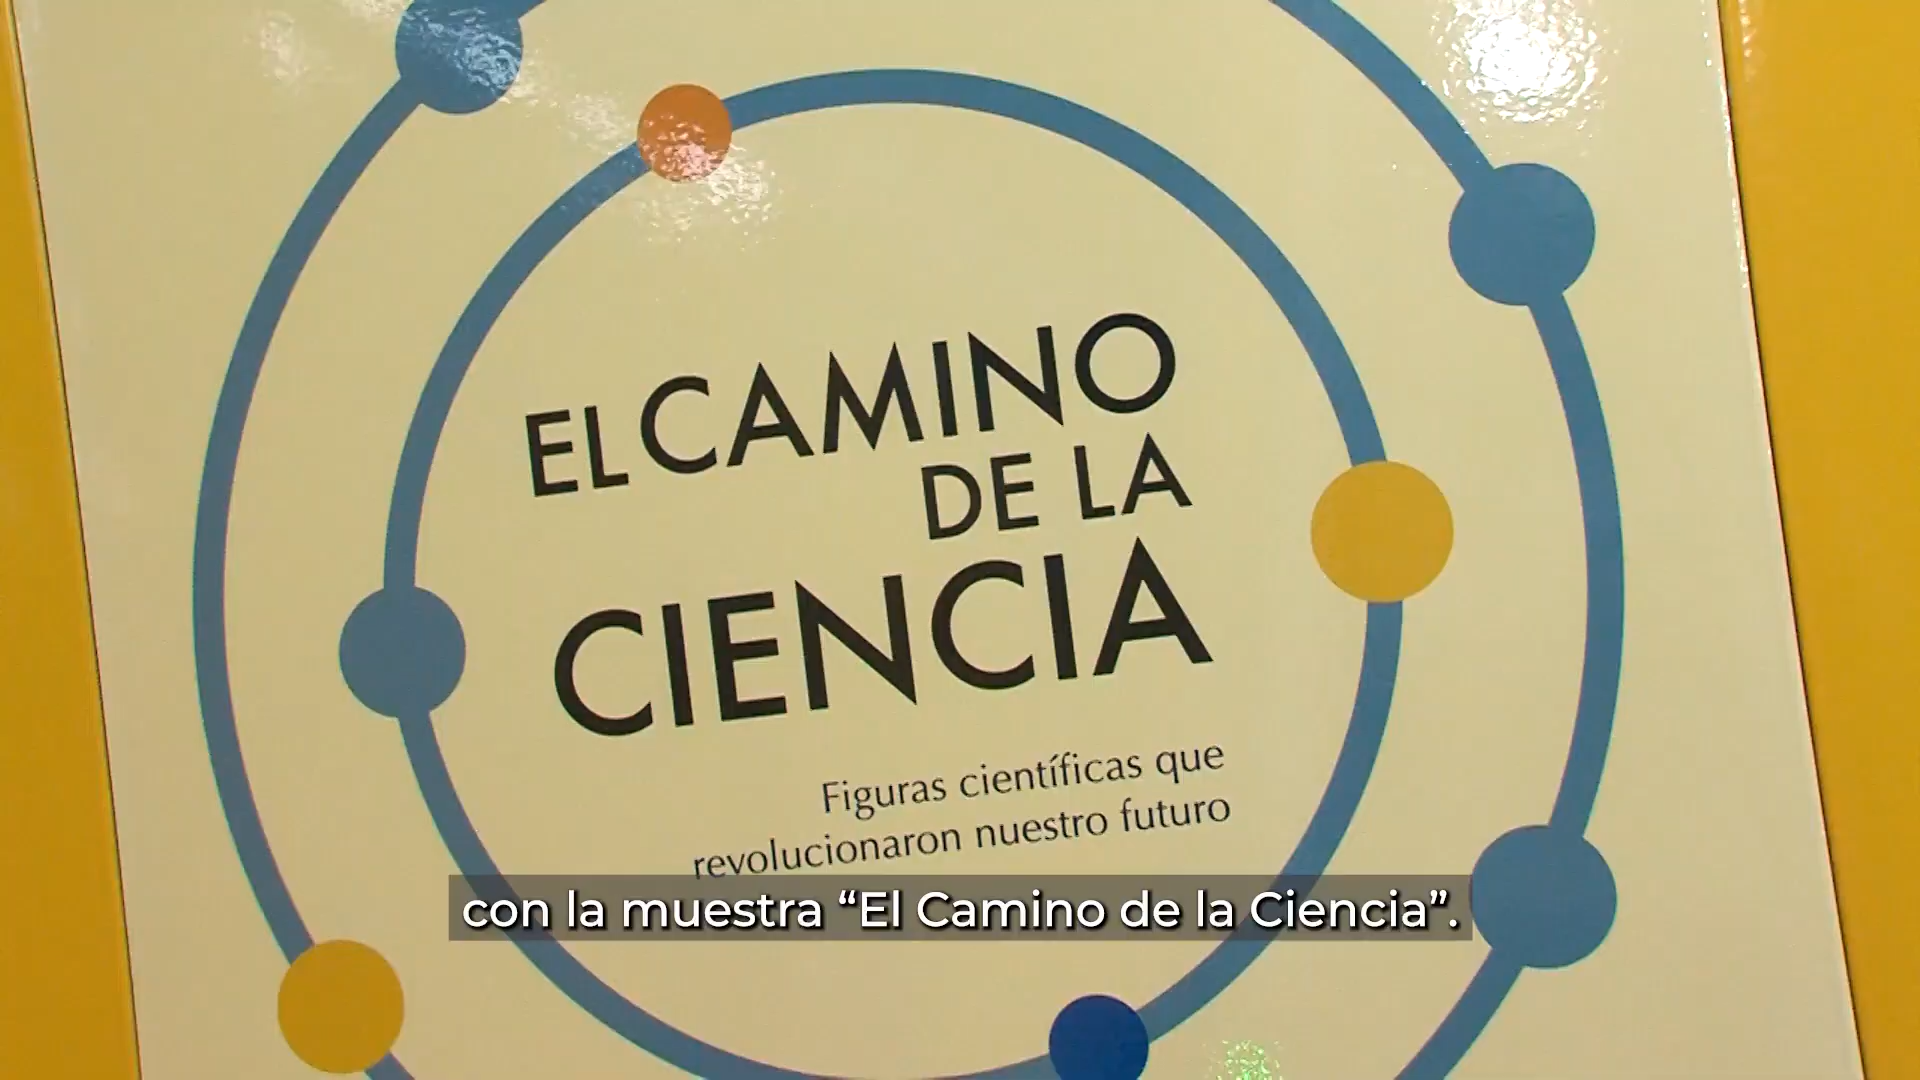 EL CAMINO
DE LA
CIENCIA
Figuras científicas que
revolucionaron nuestro futuro
con la muestra “El Camino de la Ciencia”.